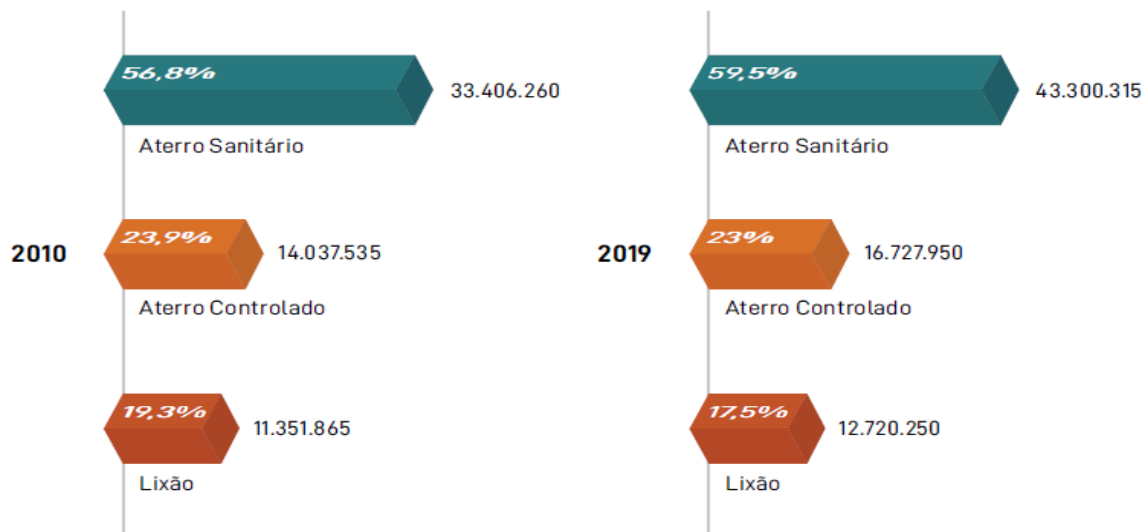 56,8%
33.406.260
Aterro Sanitário
2010
23,9%
14.037.535
Aterro Controlado
19,3%
11.351.865
Lixão
59,5%
43.300.315
Aterro Sanitário
2019
23%
16.727.950
Aterro Controlado
17,5%
12.720.250
Lixão